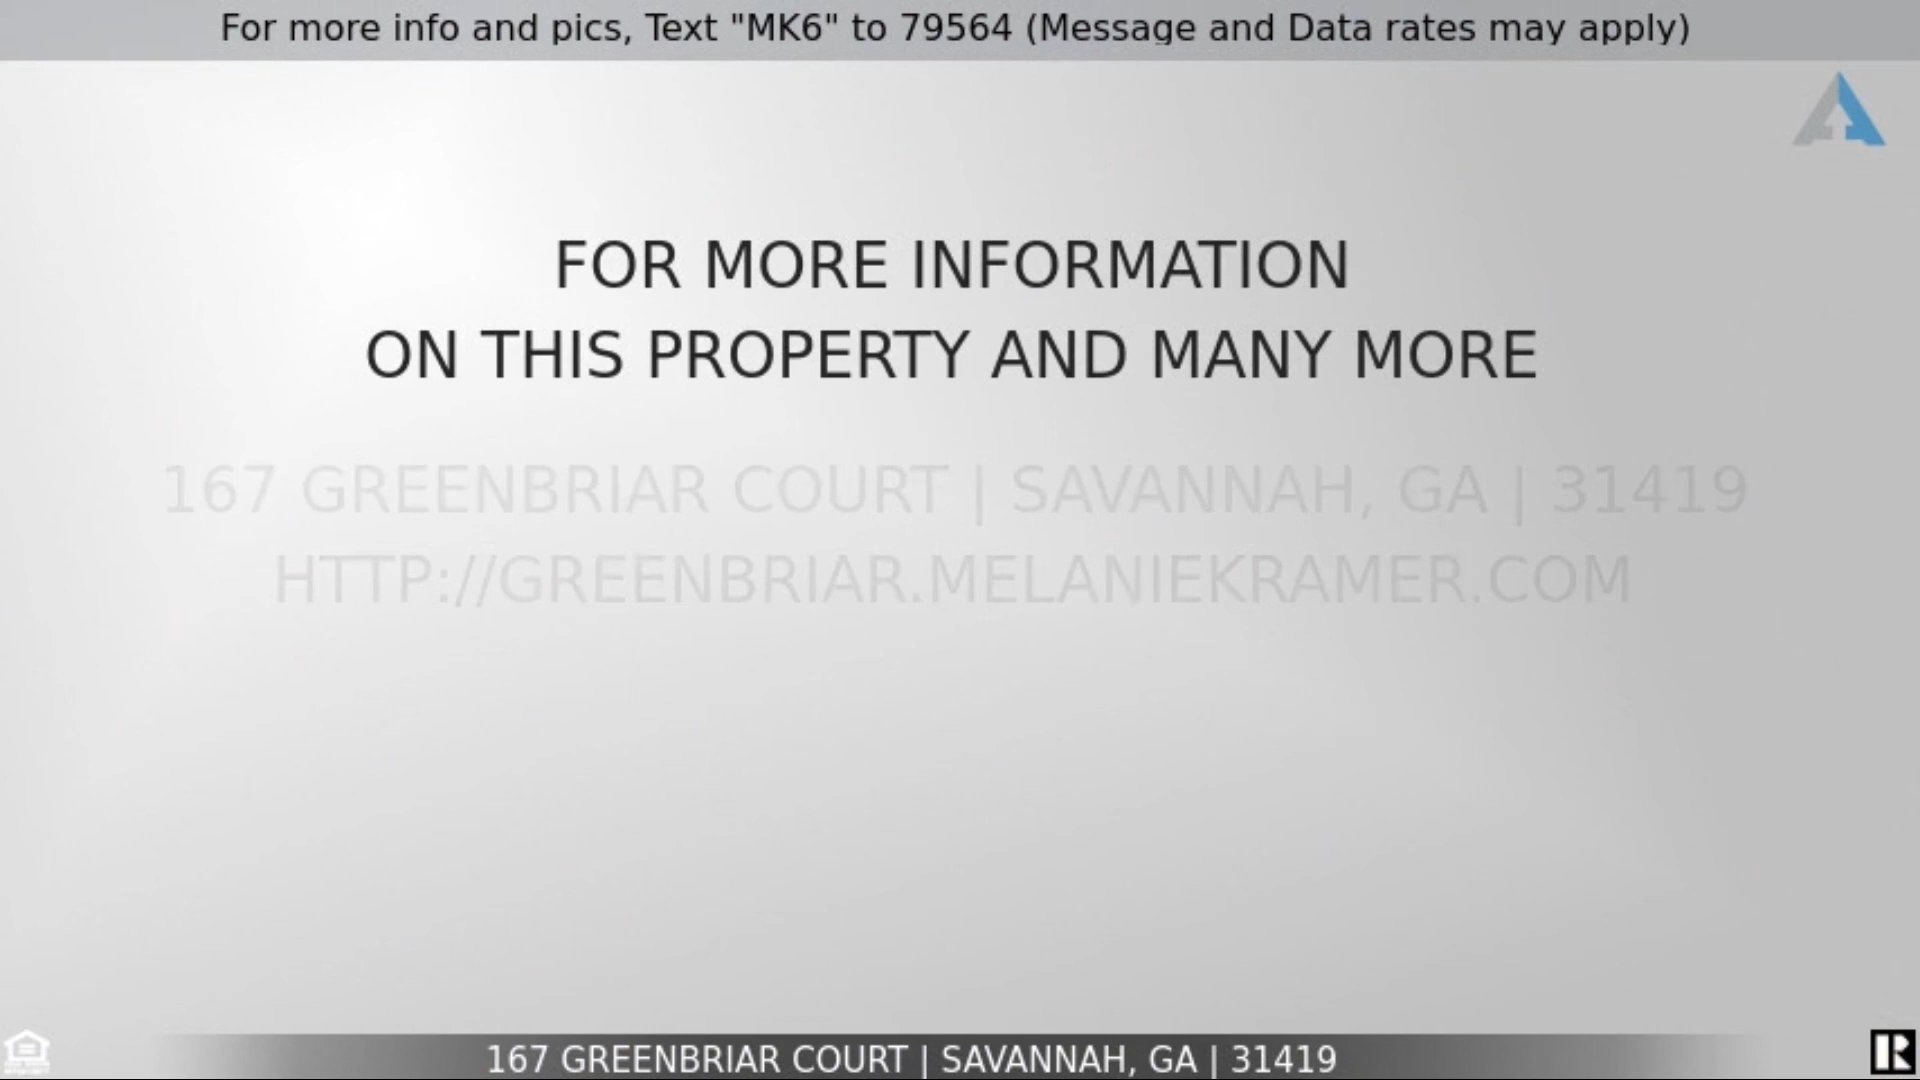 For more info and pics, Text "MK6" to 79564 (Message and Data rates may apply)
FOR MORE INFORMATION
ON THIS PROPERTY AND MANY MORE
167 GREENBRIAR COURT | SAVANNAH, GA | 31419
HTTP://GREENBRIAR.MELANIEKRAMER.COM
167 GREENBRIAR COURT | SAVANNAH, GA | 31419